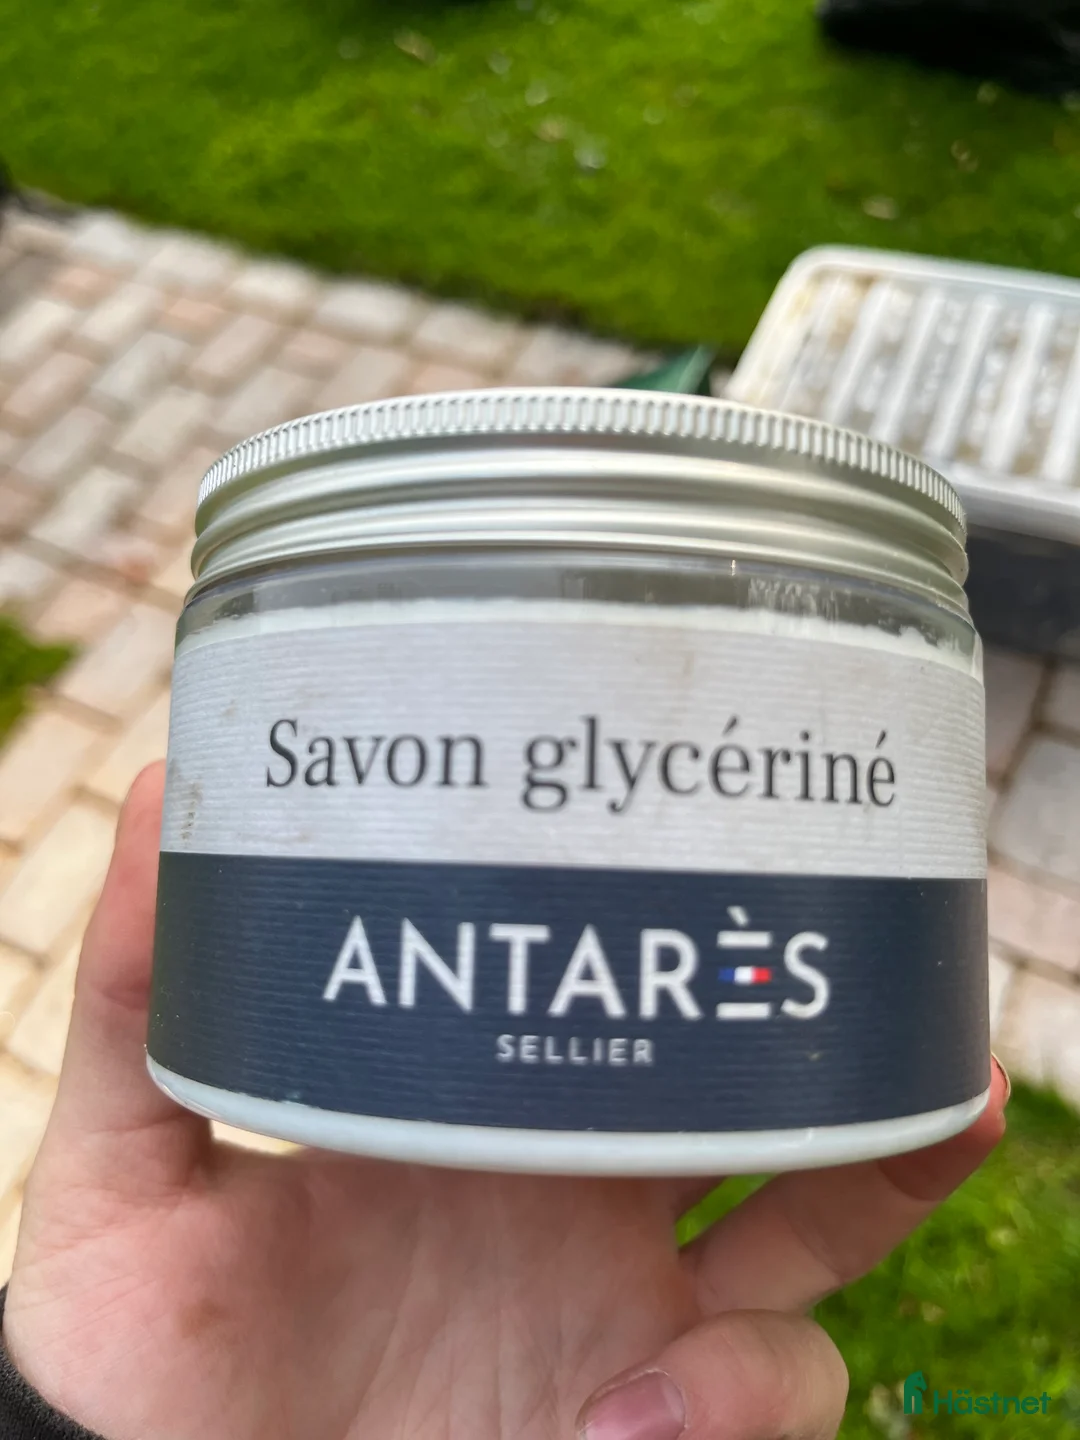 Savon glycériné
ANTARÈS
SELLIER
Hästnet